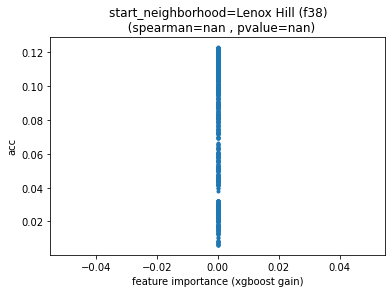 start_neighborhood=Lenox Hill (f38)
(spearman=nan , pvalue=nan)
acc
0.12
0.10
0.08
0.06
0.04
0.02
−0.04
−0.02
0.00
0.02
0.04
feature importance (xgboost gain)